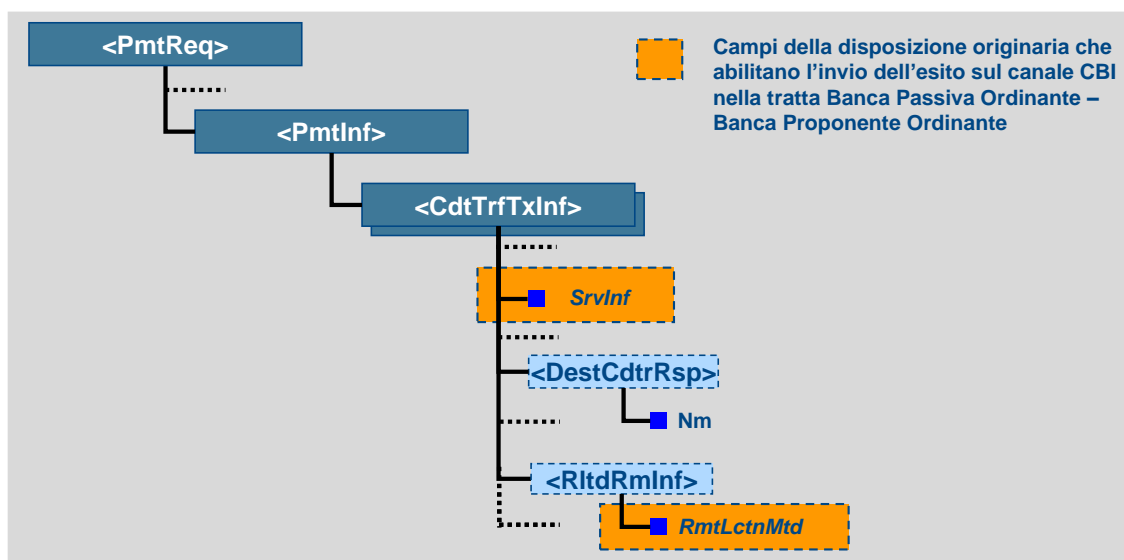 <PmtReq>
Campi della disposizione originaria che
abilitano l'invio dell'esito sul canale CBI
nella tratta Banca Passiva Ordinante –
Banca Proponente Ordinante
<PmtInf>
<CdtTrfTxInf>
SrvInf
<DestCdtrRsp>
Nm
<RltdRmInf>
RmtLctnMtd